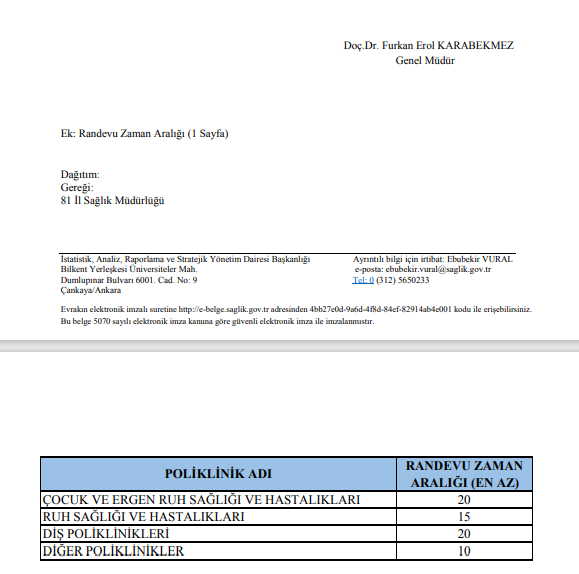 Doç.Dr. Furkan Erol KARABEKMEZ
Genel Müdür
Ek: Randevu Zaman Aralığı (1 Sayfa)
Dağıtım:
Gereği:
81 İl Sağlık Müdürlüğü
İstatistik, Analiz, Raporlama ve Stratejik Yönetim Dairesi Başkanlığı
Bilkent Yerleşkesi Üniversiteler Mah.
Dumlupınar Bulvarı 6001. Cad. No: 9
Çankaya/Ankara
Ayrıntılı bilgi için irtibat: Ebubekir VURAL
e-posta: ebubekir.vural@saglik.gov.tr
Tel: 0 (312) 5650233
Evrakın elektronik imzalı suretine http://e-belge.saglik.gov.tr adresinden 4bb27e0d-9a6d-4f8d-84ef-82914ab4e001 kodu ile erişebilirsiniz.
Bu belge 5070 sayılı elektronik imza kanuna göre güvenli elektronik imza ile imzalanmıştır.
POLİKLİNİK ADI
RANDEVU ZAMAN
ARALIĞI (EN AZ)
ÇOCUK VE ERGEN RUH SAĞLIĞI VE HASTALIKLARI 20
RUH SAĞLIĞI VE HASTALIKLARI 15
DİŞ POLİKLİNİKLERİ 20
DİĞER POLİKLİNİKLER 10